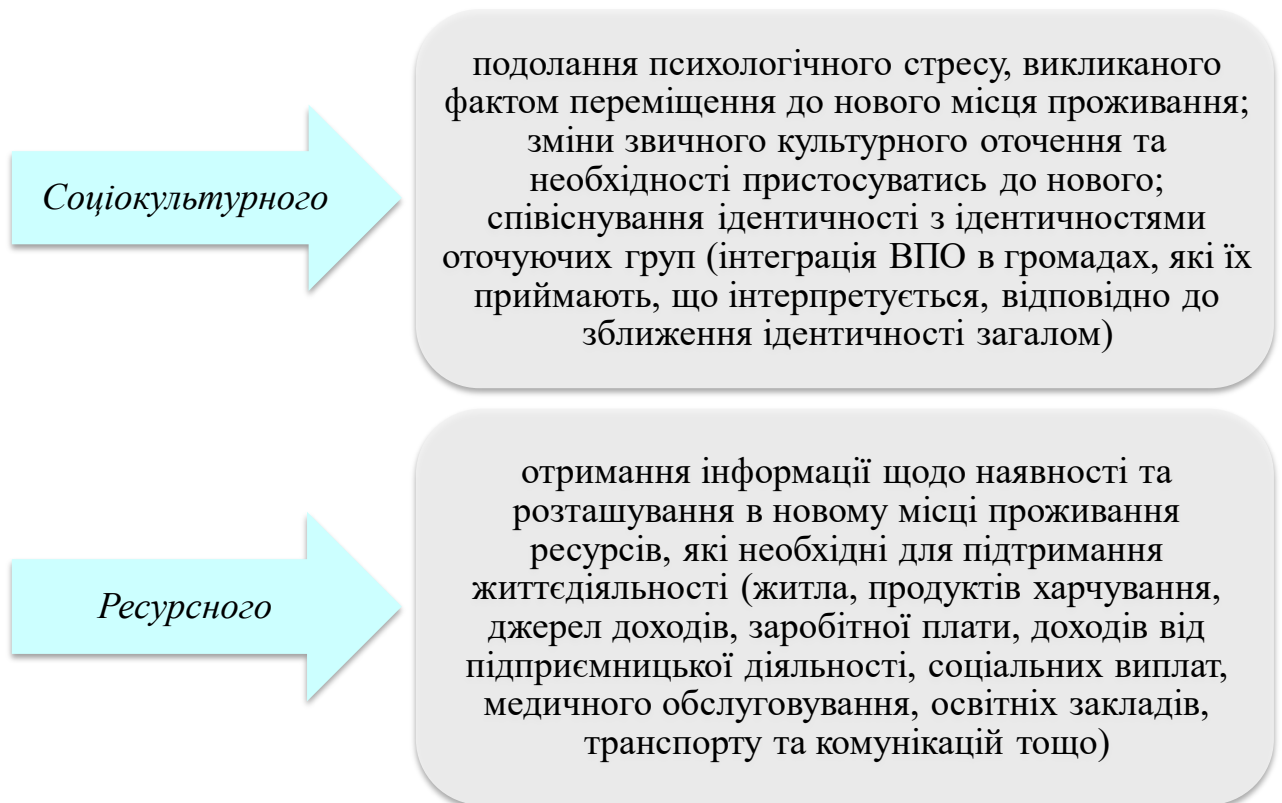 Соціокультурного
подолання психологічного стресу, викликаного
фактом переміщення до нового місця проживання;
зміни звичного культурного оточення та
необхідності пристосуватись до нового;
співіснування ідентичності з ідентичностями
оточуючих груп (інтеграція ВПО в громадах, які їх
приймають, що інтерпретується, відповідно до
зближення ідентичності загалом)
Ресурсного
отримання інформації щодо наявності та
розташування в новому місці проживання
ресурсів, які необхідні для підтримання
життєдіяльності (житла, продуктів харчування,
джерел доходів, заробітної плати, доходів від
підприємницької діяльності, соціальних виплат,
медичного обслуговування, освітніх закладів,
транспорту та комунікацій тощо)